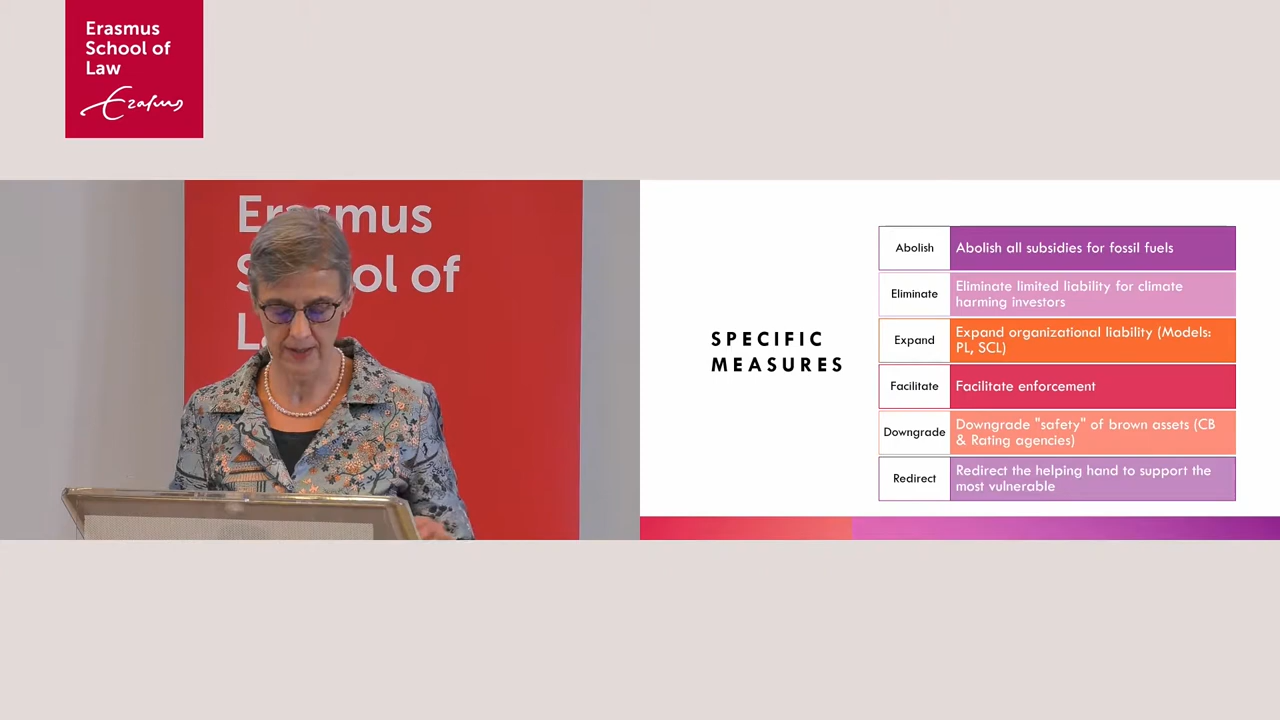 Erasmus
School of
Law
Erasmus
Erasmus
School of
L
SPECIFIC
MEASURES
Abolish
Abolish all subsidies for fossil fuels
Eliminate
Eliminate limited liability for climate
harming investors
Expand
Expand organizational liability (Models:
PL, SCL)
Facilitate
Facilitate enforcement
Downgrade
Downgrade "safety" of brown assets (CB
& Rating agencies)
Redirect
Redirect the helping hand to support the
most vulnerable